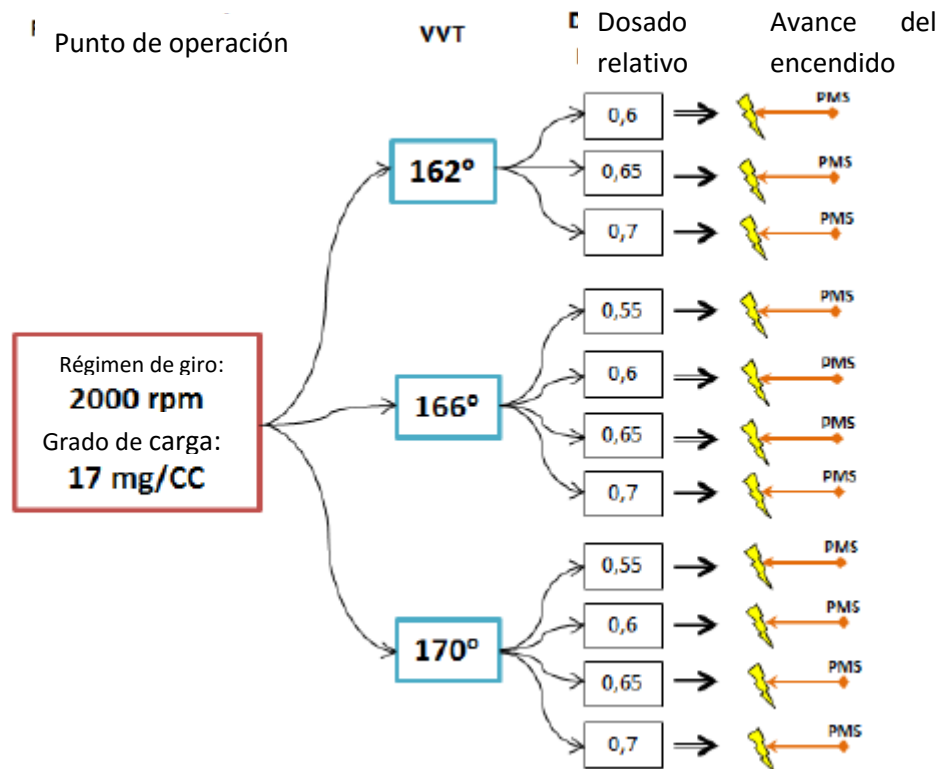 Punto de operación
VVT
Dosado
relativo
Avance del
encendido
Régimen de giro:
2000 rpm
Grado de carga:
17 mg/CC
162º
0,6
PMS
0,65
PMS
0,7
PMS
166º
0,55
PMS
0,6
PMS
0,65
PMS
0,7
PMS
170º
0,55
PMS
0,6
PMS
0,65
PMS
0,7
PMS